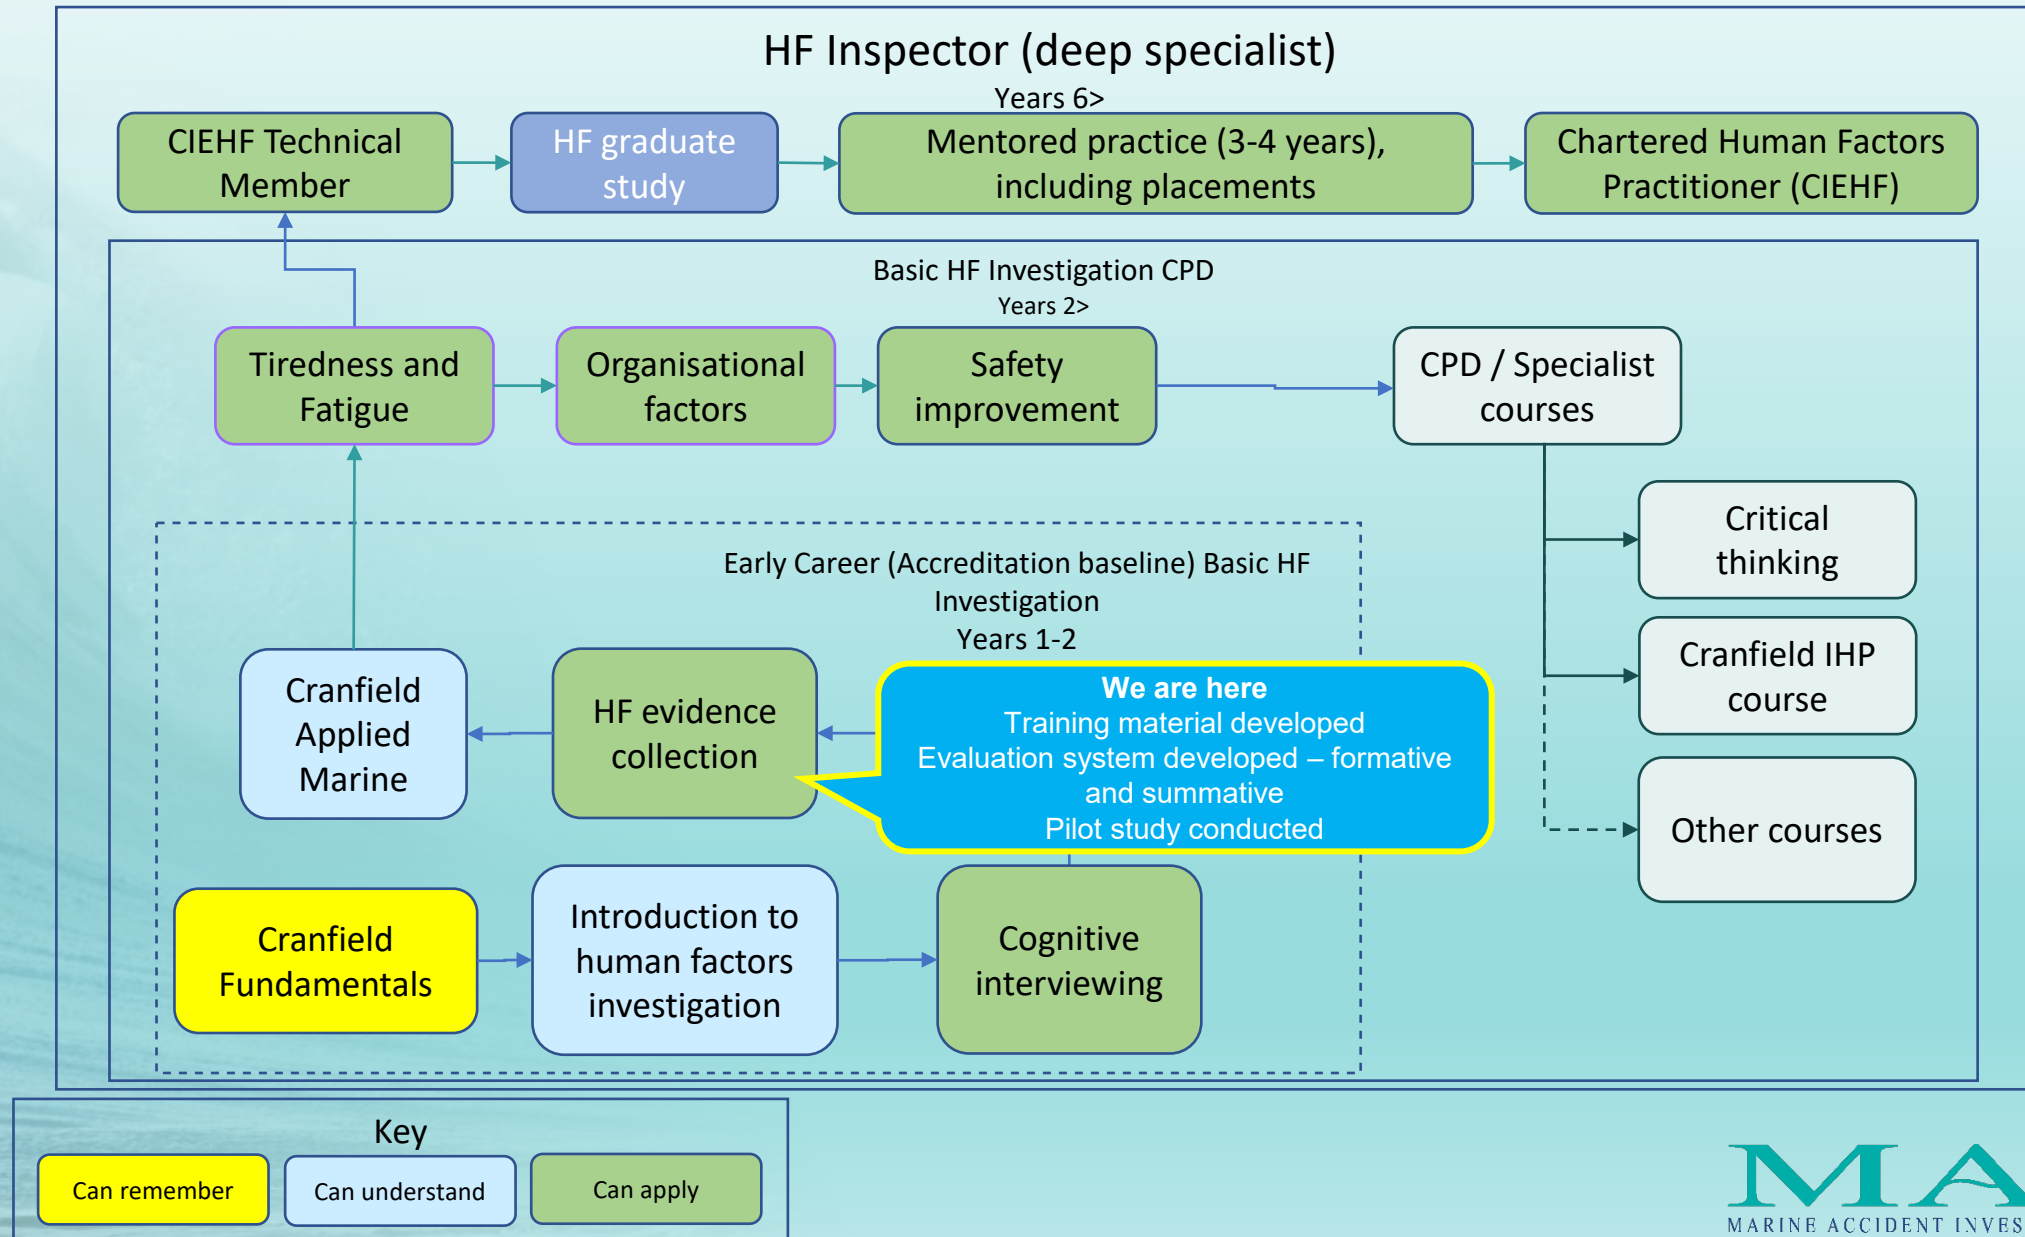 HF Inspector (deep specialist)
Years 6>
CIEHF Technical
Member
HF graduate
study
Mentored practice (3-4 years),
including placements
Chartered Human Factors
Practitioner (CIEHF)
Basic HF Investigation CPD
Years 2>
Tiredness and
Fatigue
Organisational
factors
Safety
improvement
CPD / Specialist
courses
Critical
thinking
Cranfield IHP
course
Other courses
Early Career (Accreditation baseline) Basic HF
Investigation
Years 1-2
Cranfield
Applied
Marine
HF evidence
collection
We are here
Training material developed
Evaluation system developed – formative
and summative
Pilot study conducted
Cranfield
Fundamentals
Introduction to
human factors
investigation
Cognitive
interviewing
Key
Can remember
Can understand
Can apply
MA
MARINE ACCIDENT INVES